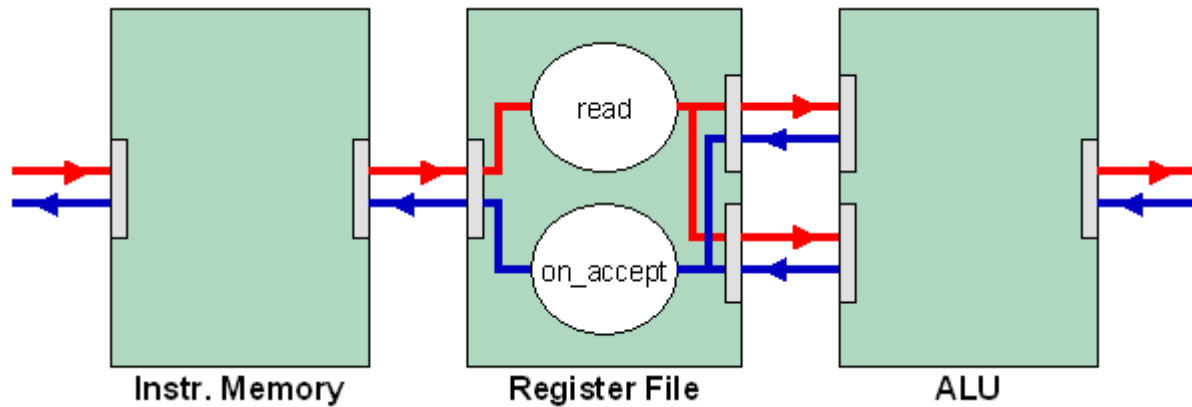 read
on_accept
Instr. Memory
Register File
ALU